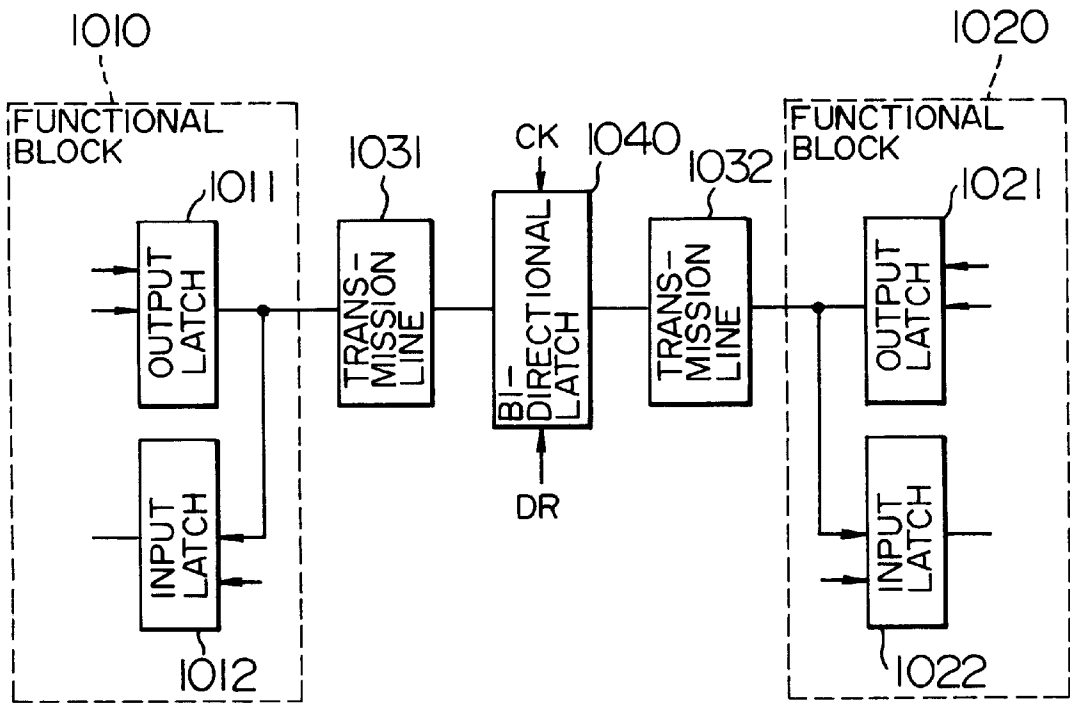 1010
1020
FUNCTIONAL
BLOCK
FUNCTIONAL
BLOCK
1031
CK
1040
1032
1011
1021
OUTPUT
LATCH
TRANS-
MISSION
LINE
BI-
DIRECTIONAL
LATCH
TRANS-
MISSION
LINE
OUTPUT
LATCH
DR
INPUT
LATCH
INPUT
LATCH
1012
1022